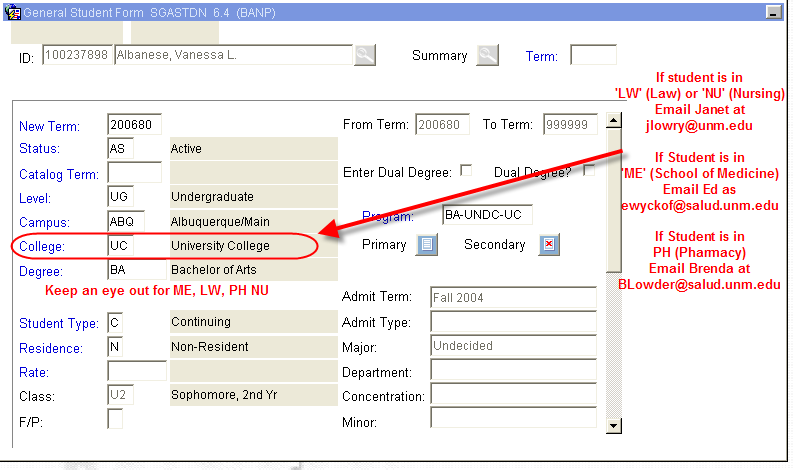 General Student Form SGASTDN 6.4 (BANP)
ID: 100237898 Albanese, Vanessa L. Summary Term:
New Term: 200680 From Term: 200680 To Term: 999999
Status: AS Active
Catalog Term: Enter Dual Degree: Dual Degree?
Level: UG Undergraduate
Campus: ABQ Albuquerque/Main Program: BA-UNDC-UC
College: UC University College Primary Secondary
Degree: BA Bachelor of Arts
Keep an eye out for ME, LW, PH NU
Admit Term: Fall 2004
Student Type: C Continuing Admit Type:
Residence: N Non-Resident Major: Undecided
Rate: Department:
Class: U2 Sophomore, 2nd Yr Concentration:
F/P: Minor:
If student is in
'LW' (Law) or 'NU' (Nursing)
Email Janet at
jlowry@unm.edu
If Student is in
'ME' (School of Medicine)
Email Ed as
ewyckof@salud.unm.edu
If Student is in
PH (Pharmacy)
Email Brenda at
BLowder@salud.unm.edu